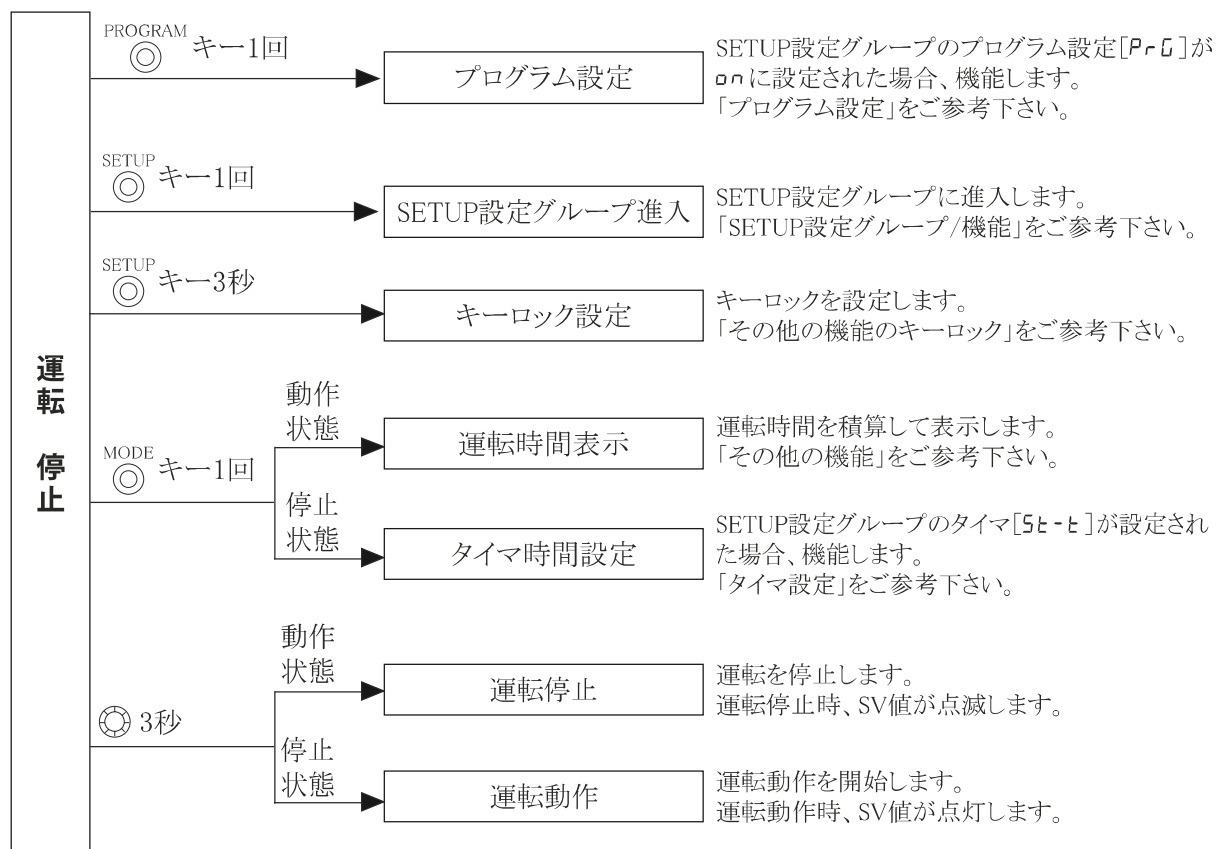 運転 停止
PROGRAM
キー1回
プログラム設定
SETUP設定グループのプログラム設定[PrG]が
onに設定された場合、機能します。
「プログラム設定」をご参考下さい。
SETUP
キー1回
SETUP設定グループ進入
SETUP設定グループに進入します。
「SETUP設定グループ/機能」をご参考下さい。
SETUP
キー3秒
キーロック設定
キーロックを設定します。
「その他の機能のキーロック」をご参考下さい。
MODE
キー1回
動作
状態
運転時間表示
運転時間を積算して表示します。
「その他の機能」をご参考下さい。
停止
状態
タイマ時間設定
SETUP設定グループのタイマ[St-t]が設定され
た場合、機能します。
「タイマ設定」をご参考下さい。
3秒
動作
状態
運転停止
運転を停止します。
運転停止時、SV値が点滅します。
停止
状態
運転動作
運転動作を開始します。
運転動作時、SV値が点灯します。